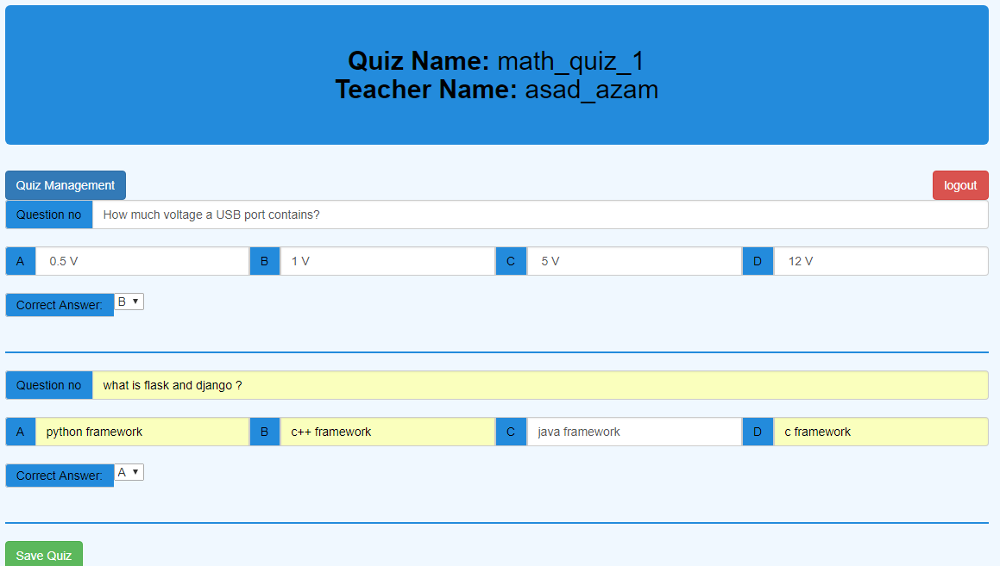 Quiz Name: math_quiz_1
Teacher Name: asad_azam
Quiz Management logout
Question no How much voltage a USB port contains?
A 0.5 V B 1 V C 5 V D 12 V
Correct Answer: B
Question no what is flask and django ?
A python framework B c++ framework C java framework D c framework
Correct Answer: A
Save Quiz